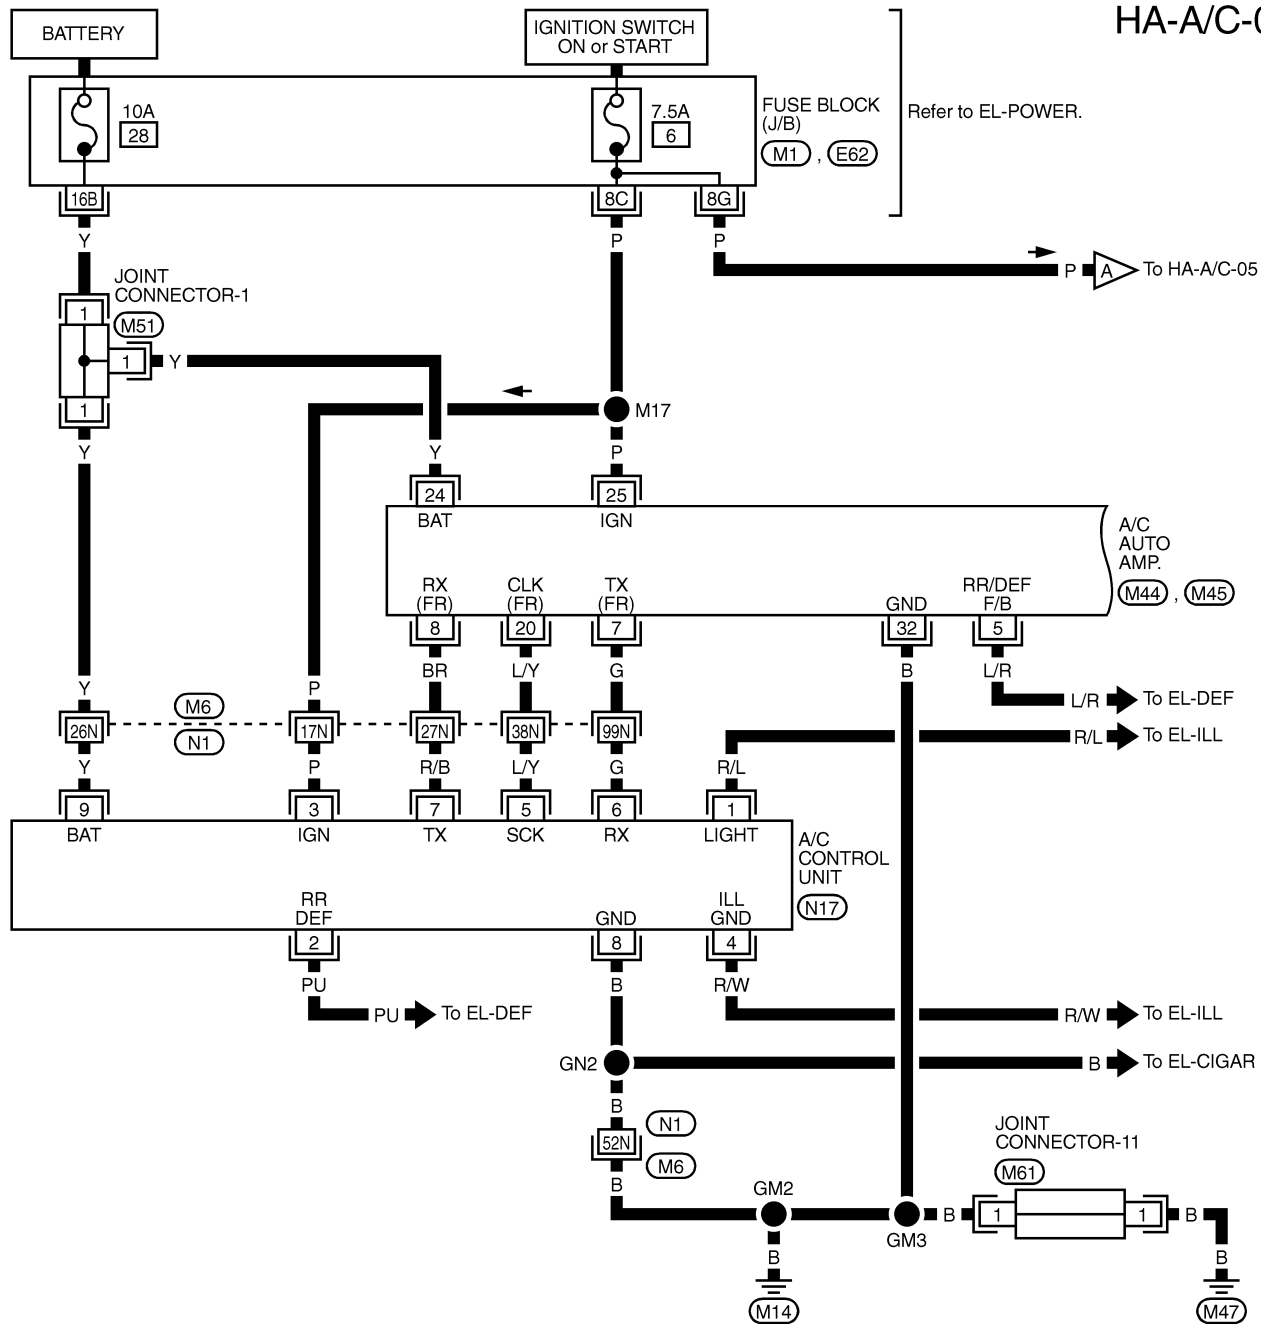 HA-A/C-0
BATTERY
IGNITION SWITCH
ON or START
10A
28
7.5A
6
FUSE BLOCK
(J/B)
M1 , E62
Refer to EL-POWER.
16B
8C
8G
Y
P
P
P
A
To HA-A/C-05
JOINT
CONNECTOR-1
M51
1
1
Y
1
M17
Y
Y
P
24
25
BAT
IGN
A/C
AUTO
AMP.
M44 , M45
RX
(FR)
CLK
(FR)
TX
(FR)
GND
RR/DEF
F/B
8
20
7
32
5
BR
L/Y
G
B
L/R
Y
P
L/R
To EL-DEF
M6
26N
17N
27N
38N
99N
N1
R/L
To EL-ILL
Y
P
R/B
L/Y
G
R/L
9
3
7
5
6
1
BAT
IGN
TX
SCK
RX
LIGHT
A/C
CONTROL
UNIT
N17
RR
DEF
GND
ILL
GND
2
8
4
PU
B
R/W
PU
To EL-DEF
R/W
To EL-ILL
GN2
B
To EL-CIGAR
B
N1
52N
M6
B
JOINT
CONNECTOR-11
M61
GM2
GM3
B
1
1
B
B
B
M14
M47